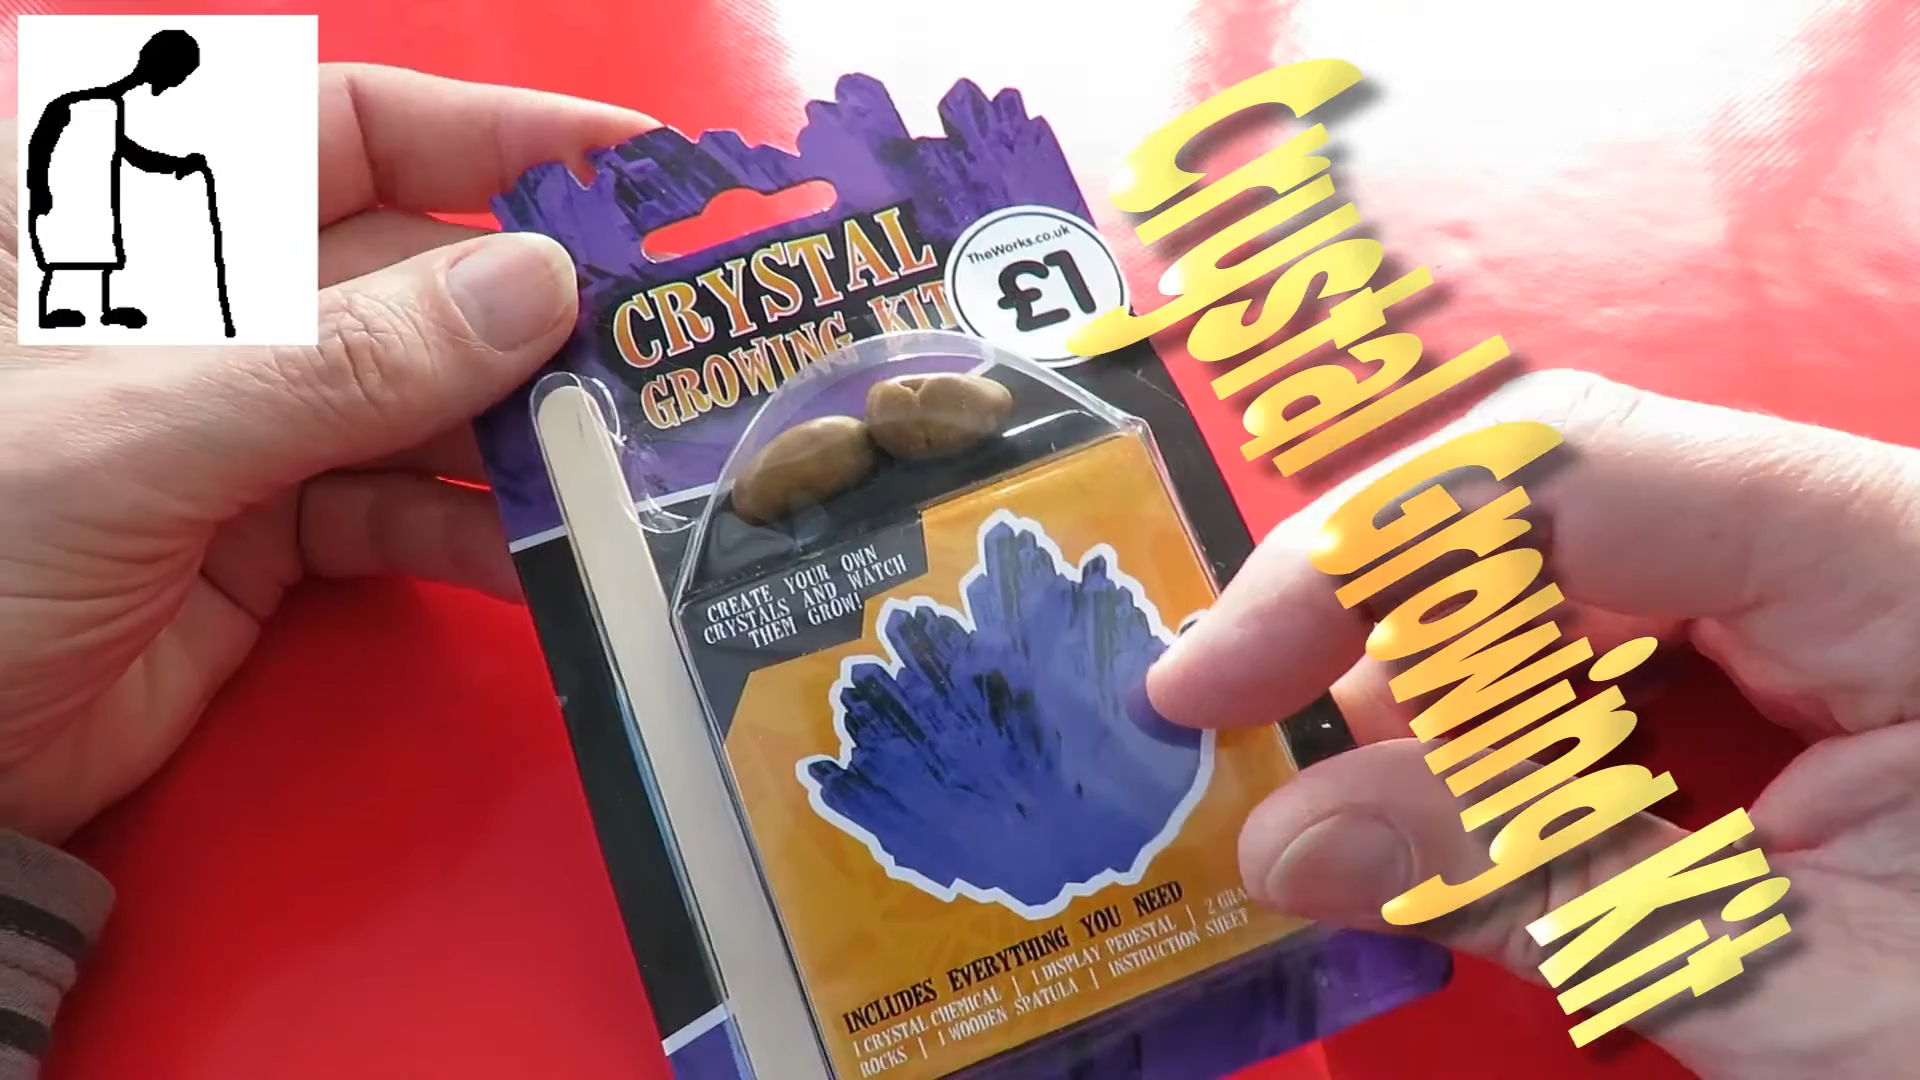 CRYSTAL
GROWING KIT
TheWorks.co.uk
£1
CREATE YOUR OWN
CRYSTALS AND WATCH
THEM GROW!
INCLUDES EVERYTHING YOU NEED
1 CRYSTAL CHEMICAL | 1 DISPLAY PEDESTAL | 2
ROCKS | 1 WOODEN SPATULA | INSTRUCTION SHEET
Crystal Growing Kit